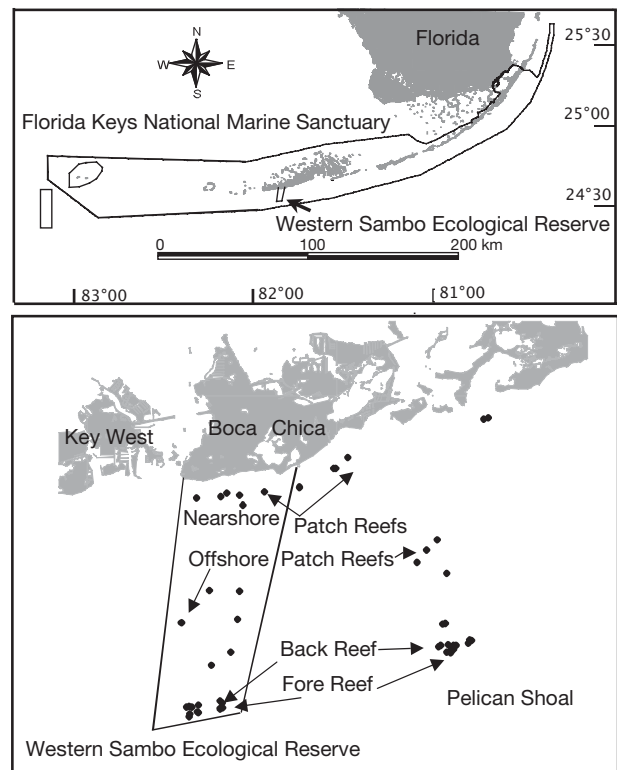 N
W E
S
Florida
25°30
25°00
24°30
Florida Keys National Marine Sanctuary
Western Sambo Ecological Reserve
0 100 200 km
83°00 82°00 81°00
Key West
Boca Chica
Nearshore Patch Reefs
Offshore Patch Reefs
Back Reef
Fore Reef
Pelican Shoal
Western Sambo Ecological Reserve